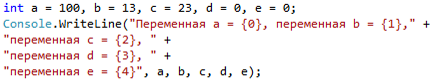 int a = 100, b = 13, c = 23, d = 0, e = 0;
Console.WriteLine("Переменная a = {0}, переменная b = {1}," +
"переменная c = {2}, " +
"переменная d = {3}, " +
"переменная e = {4}", a, b, c, d, e);